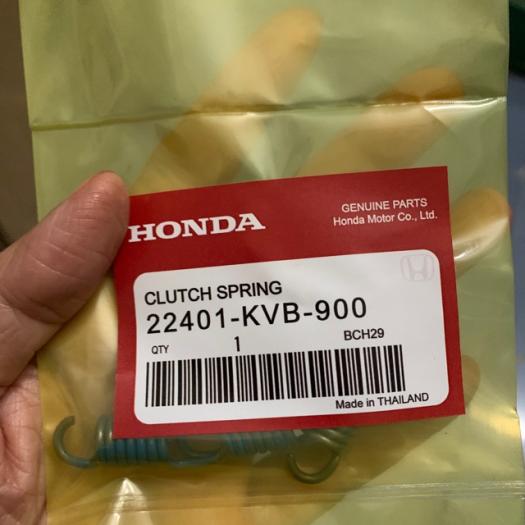 HONDA
GENUINE PARTS
Honda Motor Co., Ltd.
CLUTCH SPRING
22401-KVB-900
QTY 1 BCH29
Made in THAILAND